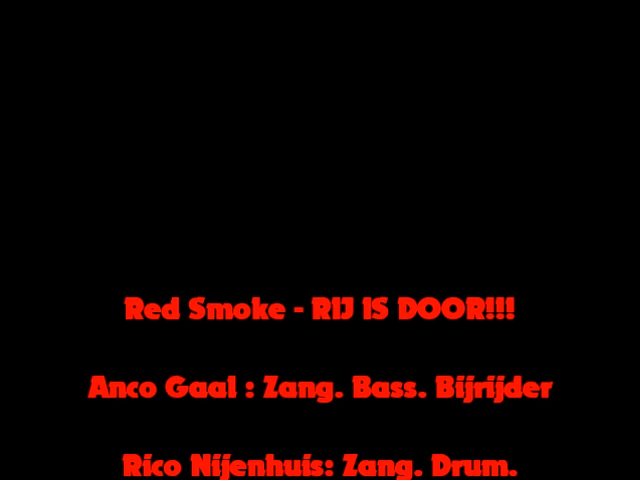 Red Smoke - RIJ IS DOOR!!!
Anco Gaal : Zang. Bass. Bijrijder
Rico Nijenhuis: Zang. Drum.